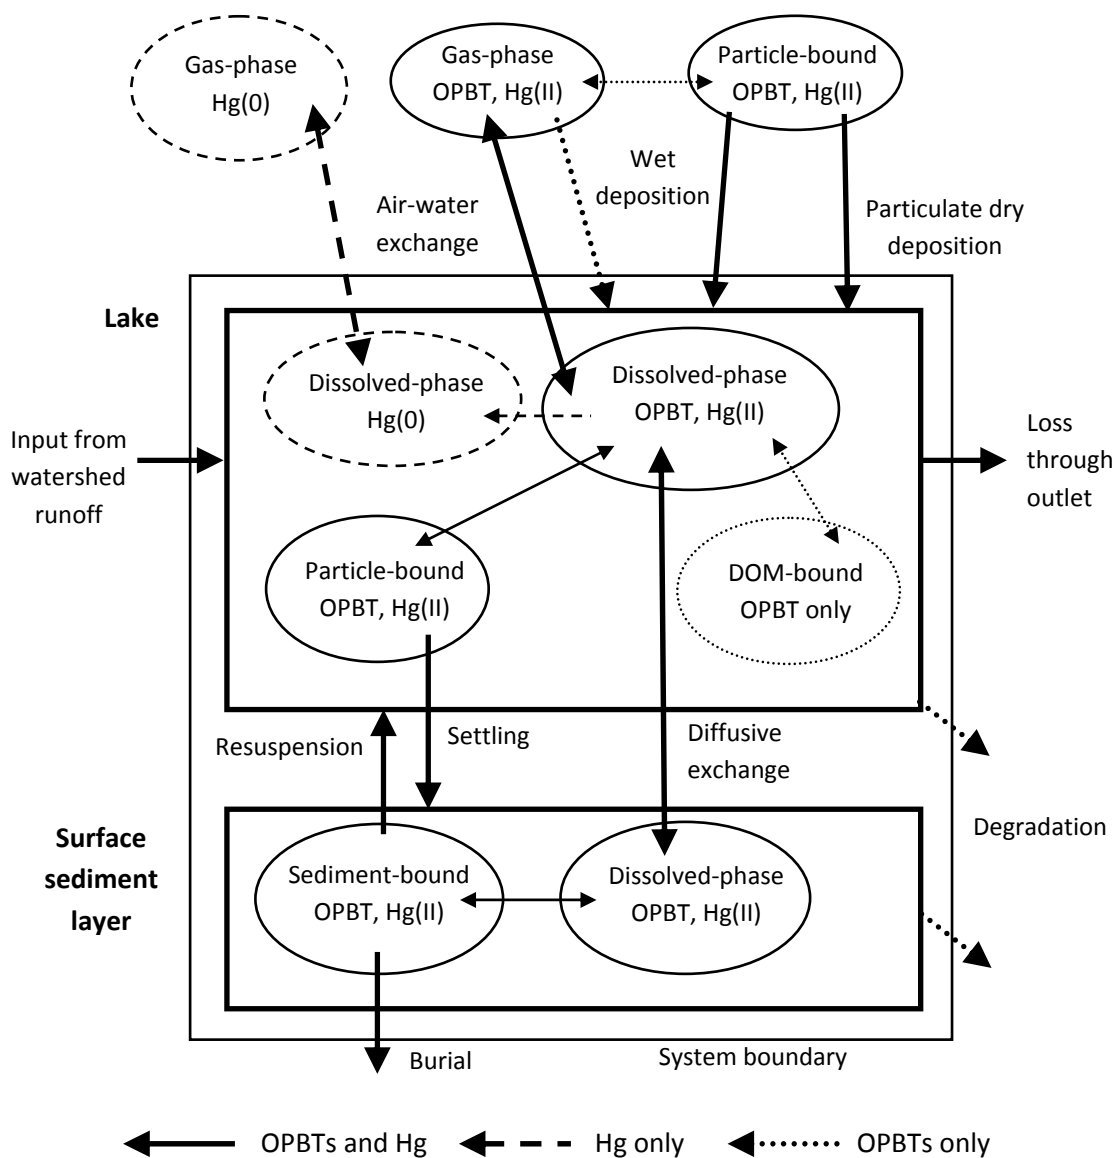 Gas-phase
Hg(0)
Gas-phase
OPBT, Hg(II)
Particle-bound
OPBT, Hg(II)
Air-water
exchange
Wet
deposition
Particulate dry
deposition
Lake
Dissolved-phase
Hg(0)
Dissolved-phase
OPBT, Hg(II)
Input from
watershed
runoff
Loss
through
outlet
Particle-bound
OPBT, Hg(II)
DOM-bound
OPBT only
Resuspension
Settling
Diffusive
exchange
Degradation
Surface
sediment
layer
Sediment-bound
OPBT, Hg(II)
Dissolved-phase
OPBT, Hg(II)
Burial
System boundary
OPBTs and Hg
Hg only
OPBTs only